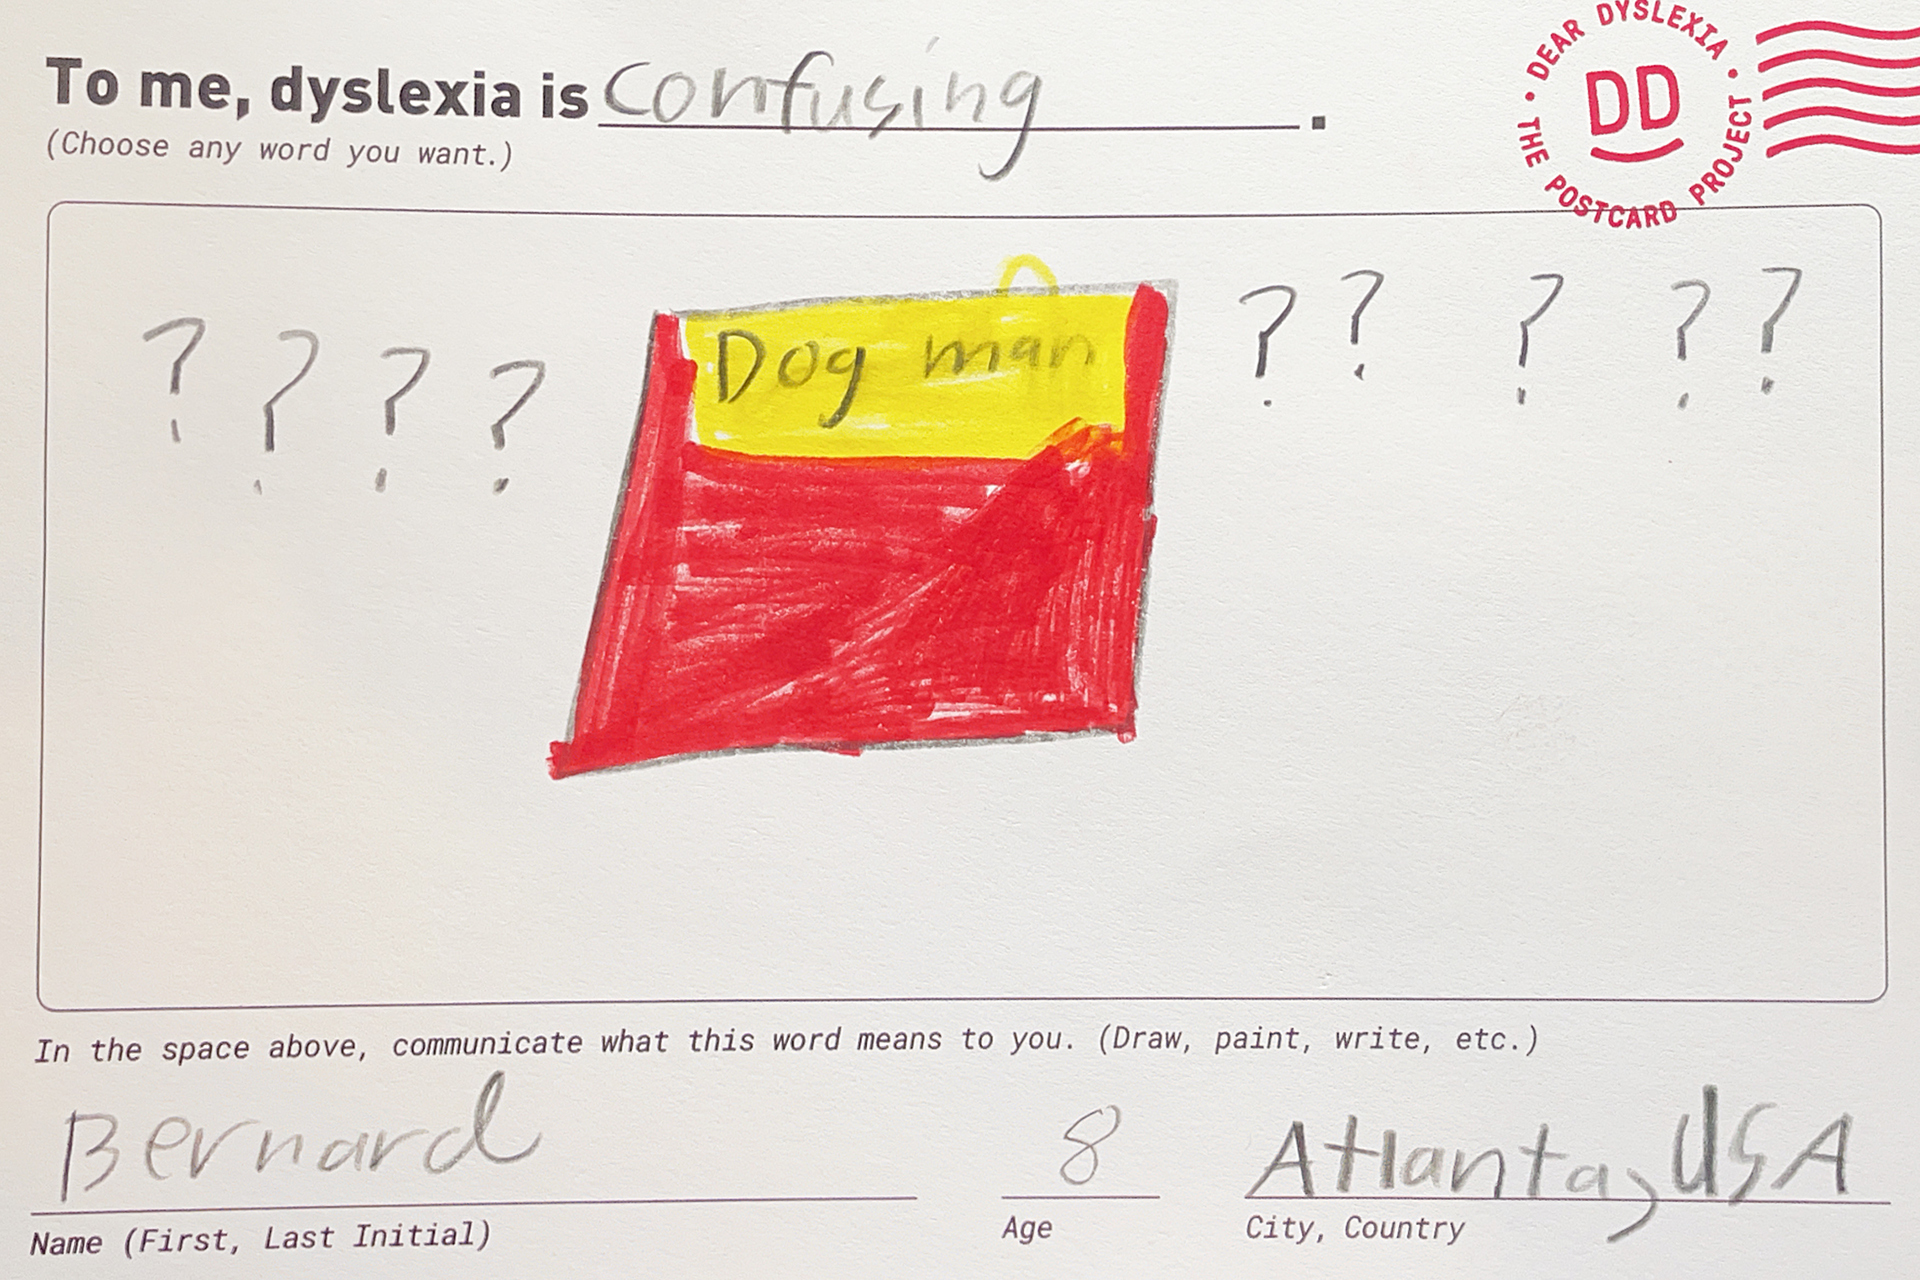 To me, dyslexia is confusing.
(Choose any word you want.)
• DEAR DYSLEXIA • THE POSTCARD PROJECT
DD
? ? ? ?
Dog man
? ? ? ? ?
In the space above, communicate what this word means to you. (Draw, paint, write, etc.)
Bernard 8 Atlanta, USA
Name (First, Last Initial) Age City, Country